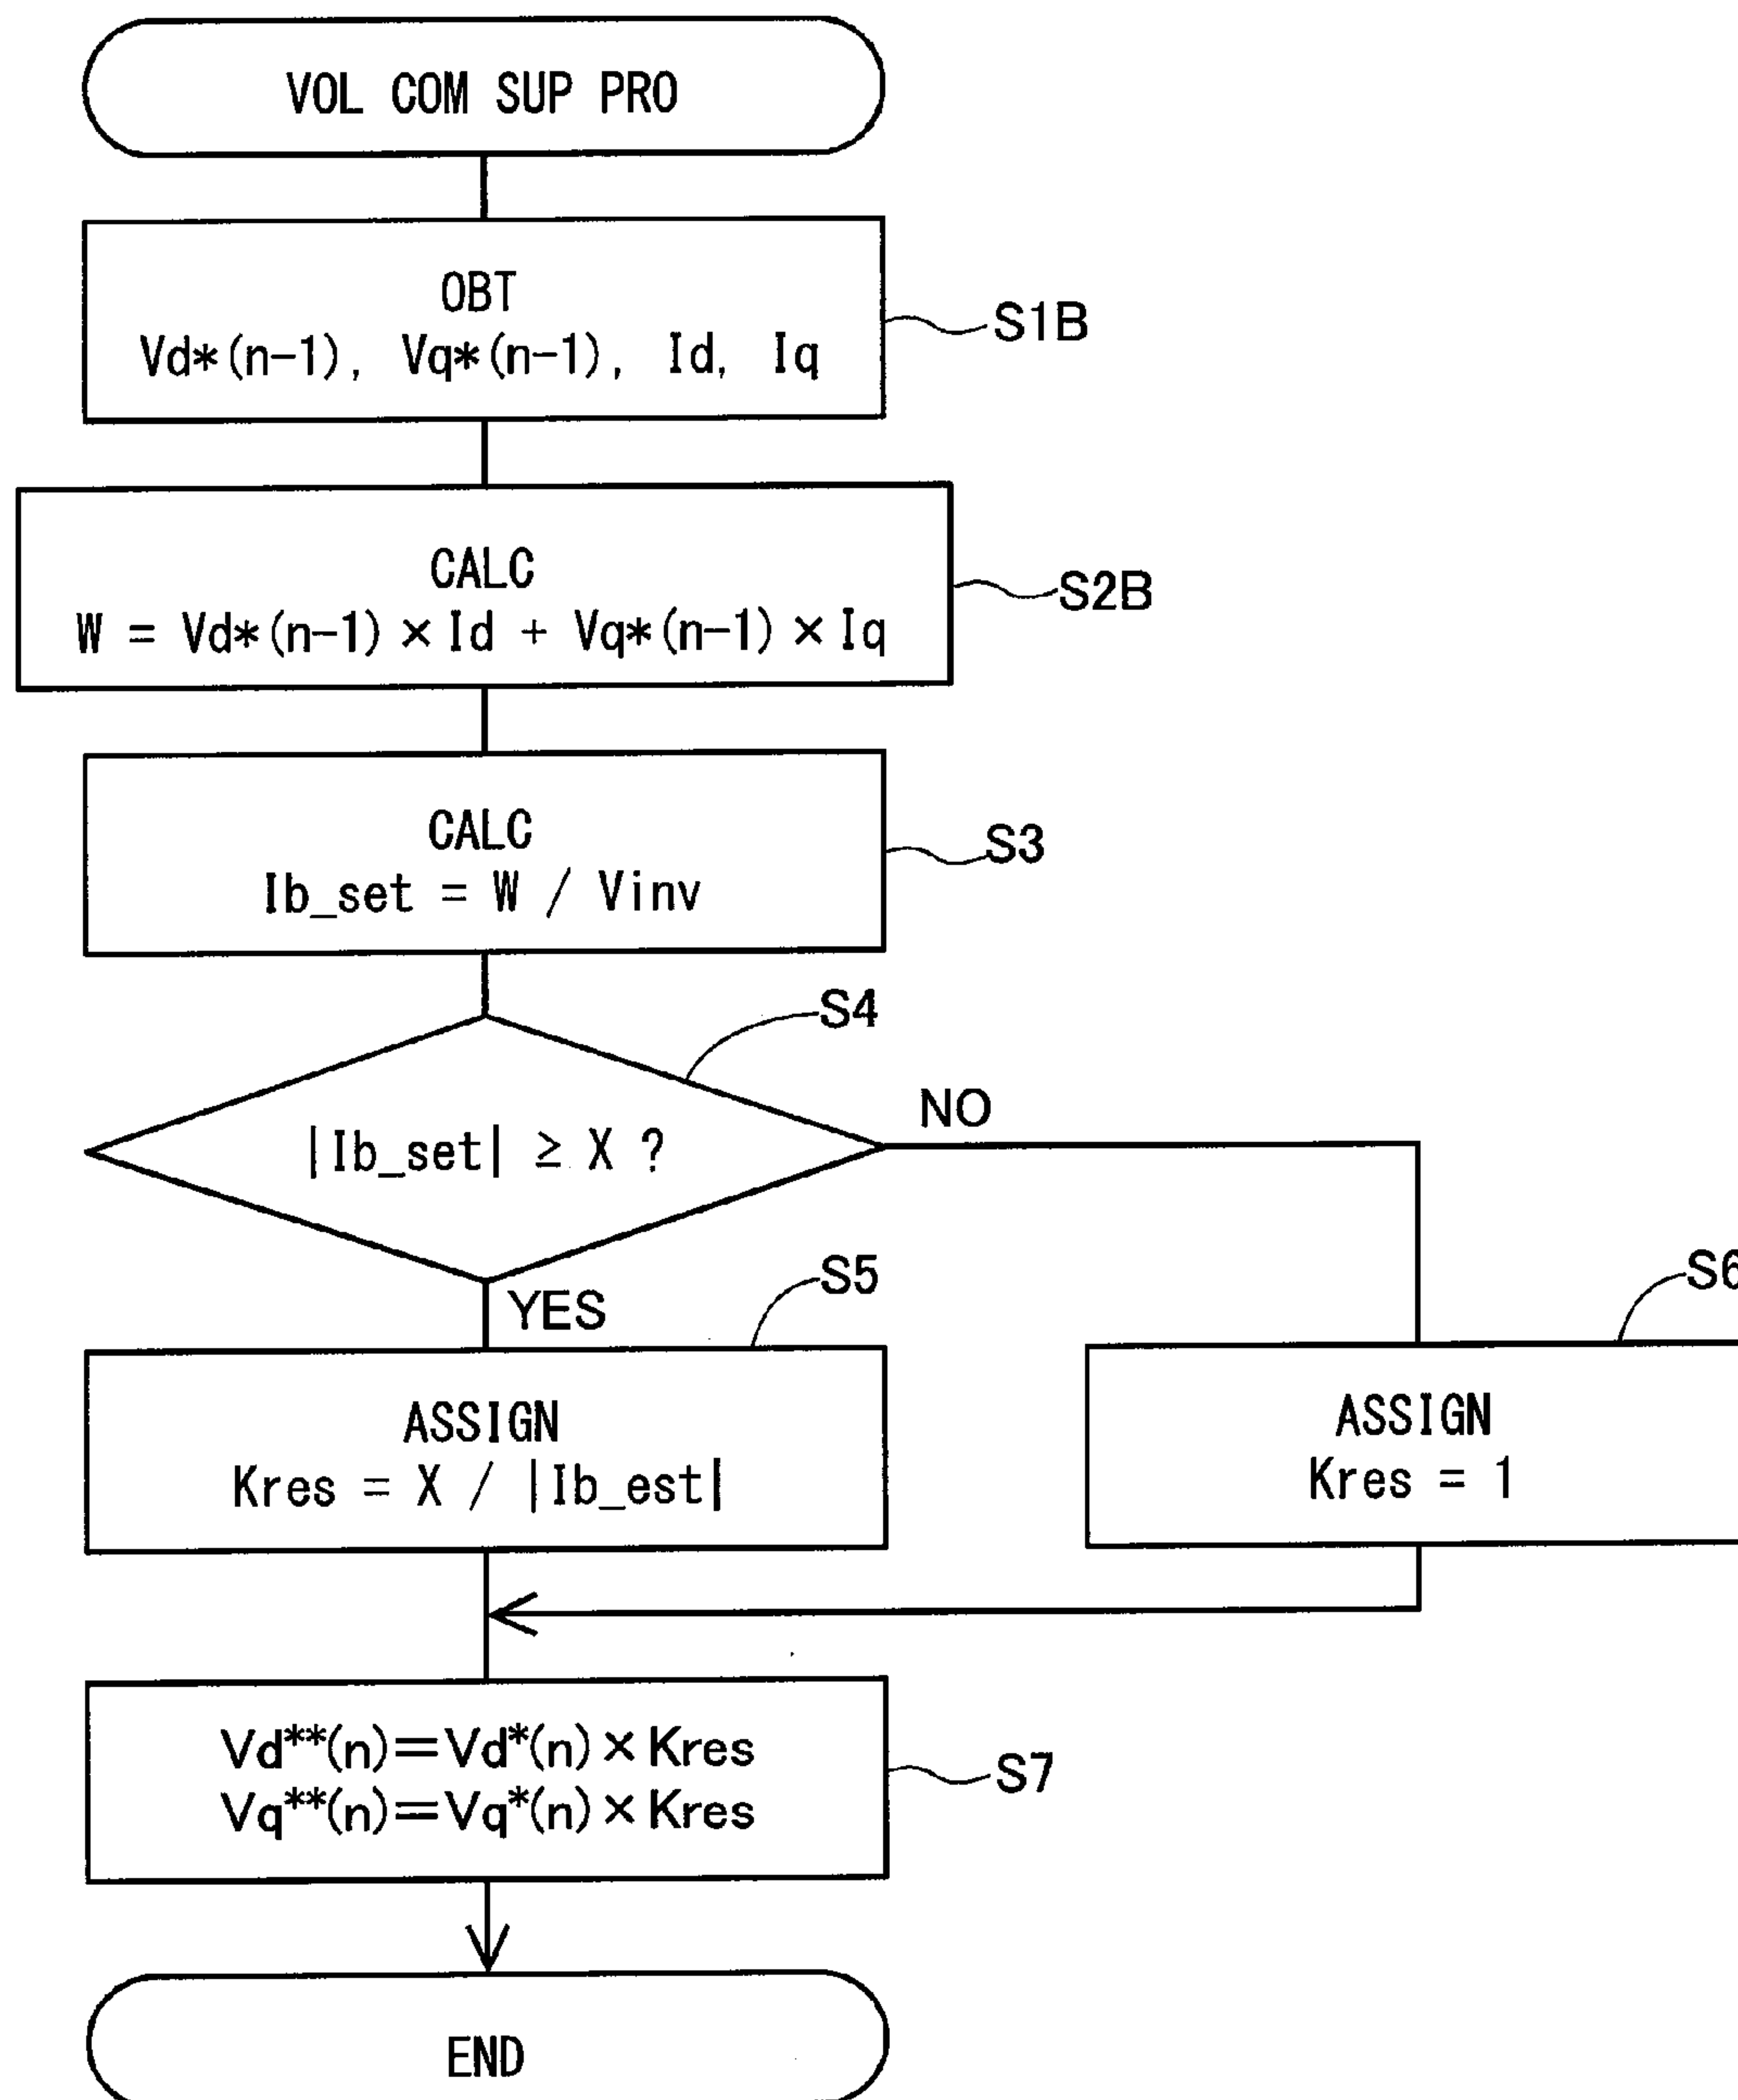 VOL COM SUP PRO
OBT
Vd*(n-1), Vq*(n-1), Id, Iq
S1B
CALC
W = Vd*(n-1) × Id + Vq*(n-1) × Iq
S2B
CALC
Ib_set = W / Vinv
S3
S4
|Ib_set| ≥ X ?
NO
YES
S5
ASSIGN
Kres = X / |Ib_est|
S6
ASSIGN
Kres = 1
Vd**(n)=Vd*(n)×Kres
Vq**(n)=Vq*(n)×Kres
S7
END